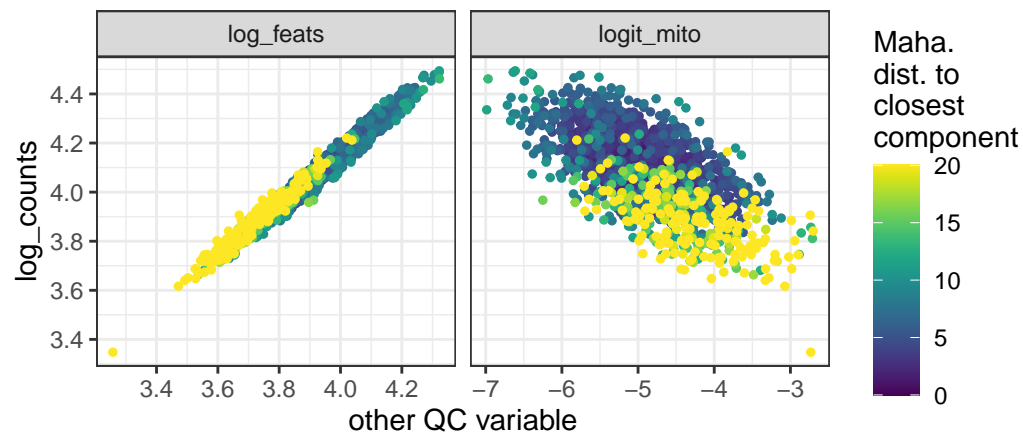 log_feats
logit_mito
log_counts
4.4
4.2
4.0
3.8
3.6
3.4
3.4
3.6
3.8
4.0
4.2
−7
−6
−5
−4
−3
other QC variable
Maha.
dist. to
closest
component
20
15
10
5
0